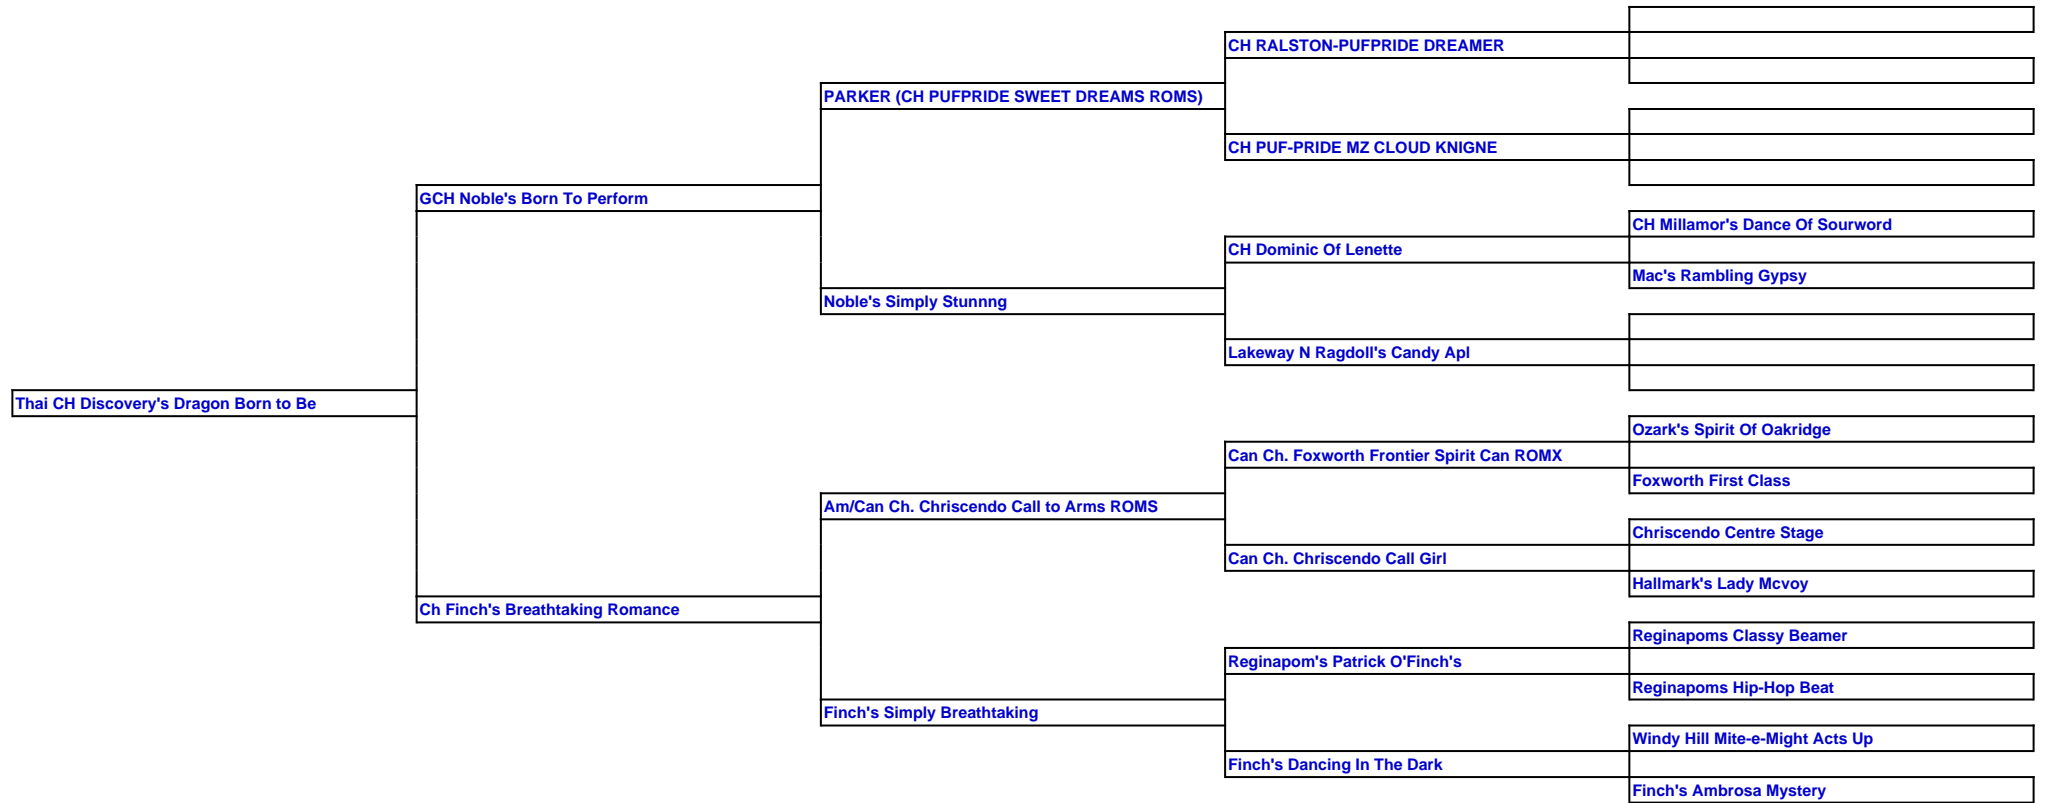 CH RALSTON-PUFPRIDE DREAMER
PARKER (CH PUFPRIDE SWEET DREAMS ROMS)
CH PUF-PRIDE MZ CLOUD KNIGNE
GCH Noble's Born To Perform
CH Millamor's Dance Of Sourword
CH Dominic Of Lenette
Mac's Rambling Gypsy
Noble's Simply Stunnng
Lakeway N Ragdoll's Candy Apl
Thai CH Discovery's Dragon Born to Be
Ozark's Spirit Of Oakridge
Can Ch. Foxworth Frontier Spirit Can ROMX
Foxworth First Class
Am/Can Ch. Chriscendo Call to Arms ROMS
Chriscendo Centre Stage
Can Ch. Chriscendo Call Girl
Hallmark's Lady Mcvoy
Ch Finch's Breathtaking Romance
Reginapoms Classy Beamer
Reginapom's Patrick O'Finch's
Reginapoms Hip-Hop Beat
Finch's Simply Breathtaking
Windy Hill Mite-e-Might Acts Up
Finch's Dancing In The Dark
Finch's Ambrosa Mystery